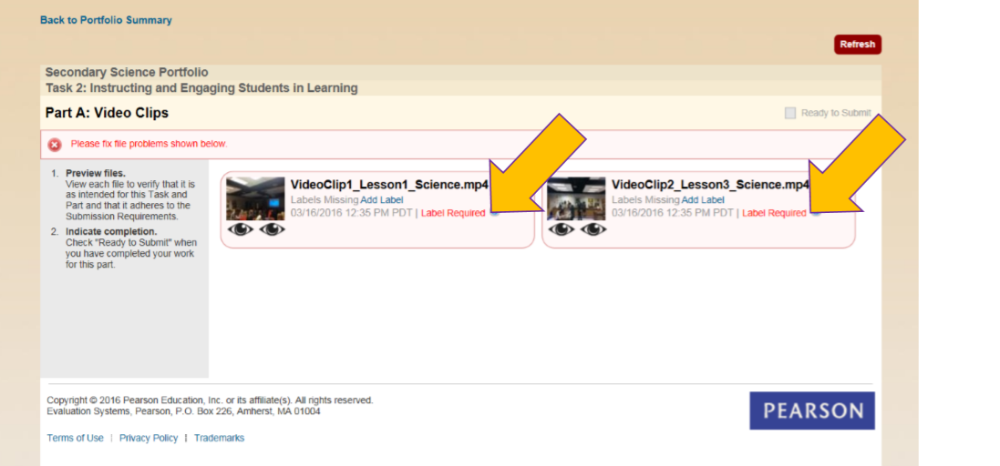 Back to Portfolio Summary
Refresh
Secondary Science Portfolio
Task 2: Instructing and Engaging Students in Learning
Part A: Video Clips
Ready to Submit
Please fix file problems shown below.
1. Preview files.
View each file to verify that it is
as intended for this Task and
Part and that it adheres to the
Submission Requirements.
2. Indicate completion.
Check "Ready to Submit" when
you have completed your work
for this part.
VideoClip1_Lesson1_Science.mp4
Labels Missing Add Label
03/16/2016 12:35 PM PDT | Label Required
VideoClip2_Lesson3_Science.mp4
Labels Missing Add Label
03/16/2016 12:35 PM PDT | Label Required
Copyright © 2016 Pearson Education, Inc. or its affiliate(s). All rights reserved.
Evaluation Systems, Pearson, P.O. Box 226, Amherst, MA 01004
PEARSON
Terms of Use | Privacy Policy | Trademarks